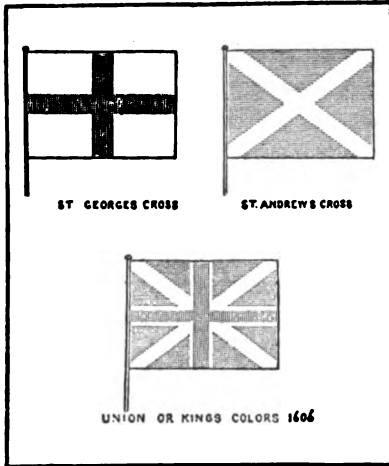 ST GEORGES CROSS
ST. ANDREWS CROSS
UNION OR KINGS COLORS 1606